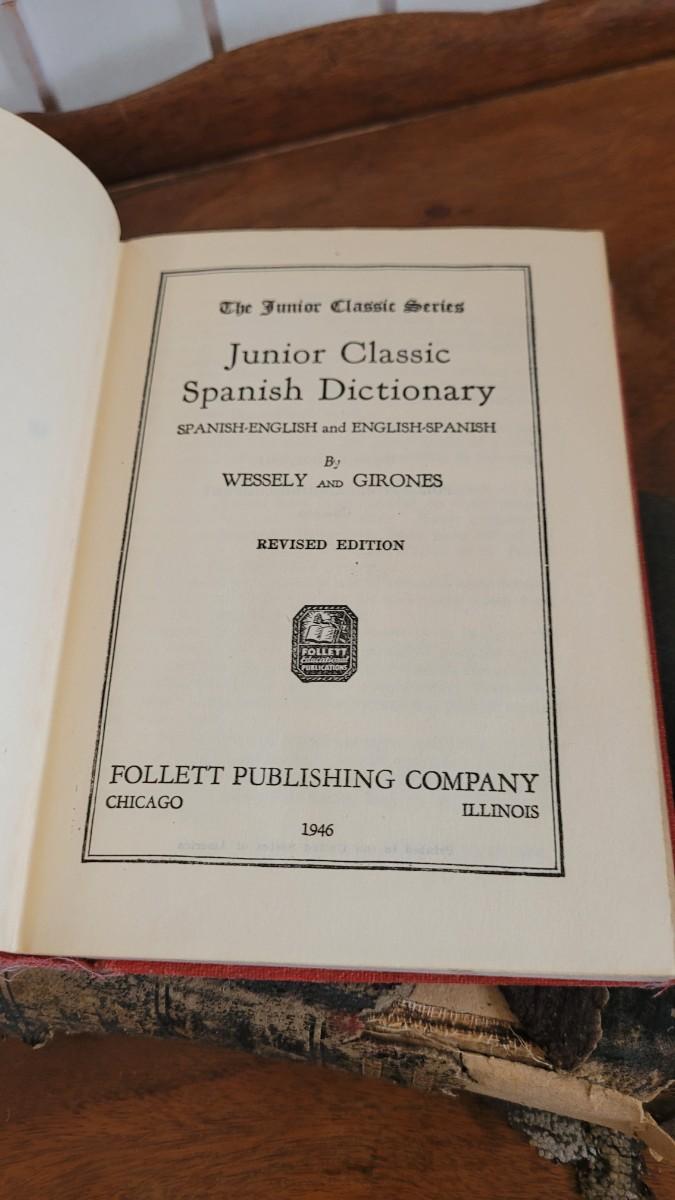 The Junior Classic Series
Junior Classic
Spanish Dictionary
SPANISH-ENGLISH and ENGLISH-SPANISH
By
WESSELY AND GIRONES
REVISED EDITION
FOLLETT
Educational
PUBLICATIONS
FOLLETT PUBLISHING COMPANY
CHICAGO ILLINOIS
1946